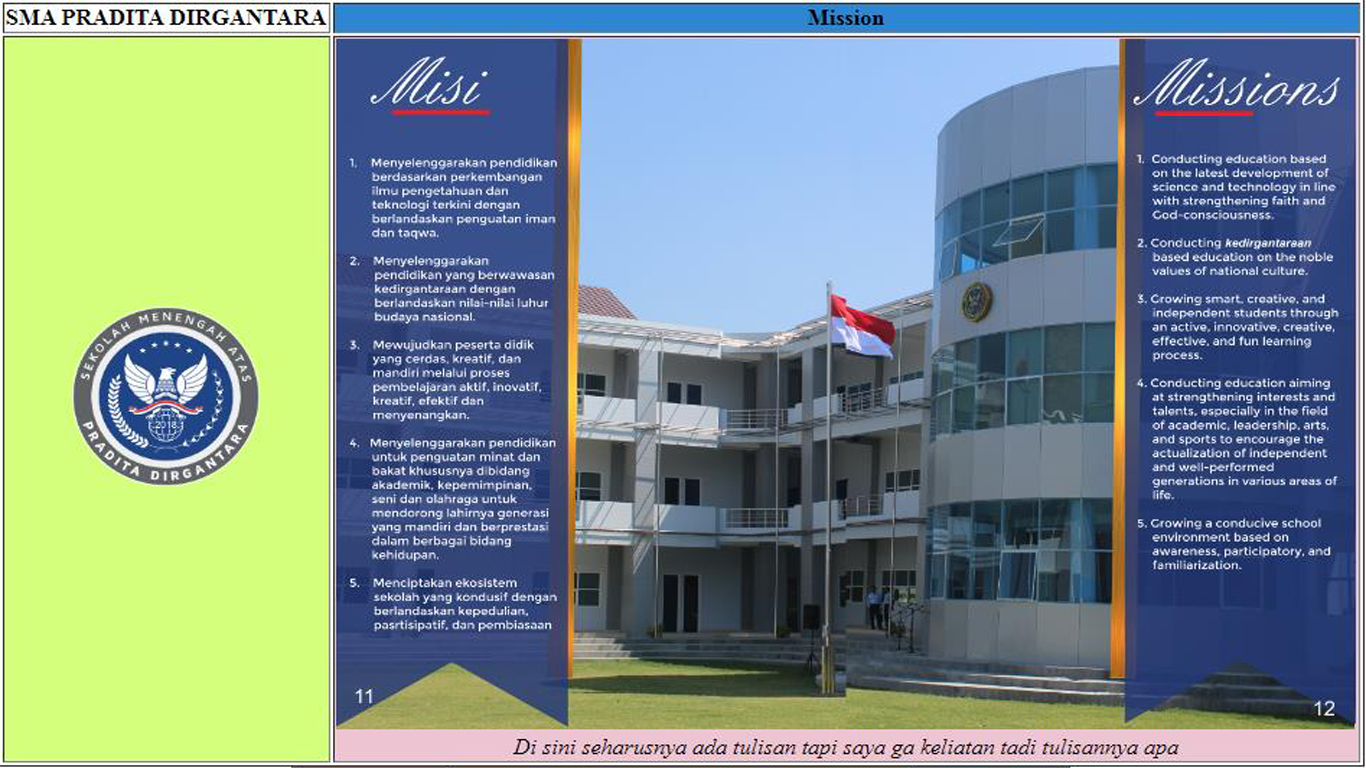 SMA PRADITA DIRGANTARA
Mission
SEKOLAH MENENGAH ATAS
2018
PRADITA DIRGANTARA
Misi
1. Menyelenggarakan pendidikan
berdasarkan perkembangan
ilmu pengetahuan dan
teknologi terkini dengan
berlandaskan penguatan iman
dan taqwa.
2. Menyelenggarakan
pendidikan yang berwawasan
kedirgantaraan dengan
berlandaskan nilai-nilai luhur
budaya nasional.
3. Mewujudkan peserta didik
yang cerdas, kreatif, dan
mandiri melalui proses
pembelajaran aktif, inovatif,
kreatif, efektif dan
menyenangkan.
4. Menyelenggarakan pendidikan
untuk penguatan minat dan
bakat khususnya dibidang
akademik, kepemimpinan,
seni dan olahraga untuk
mendorong lahirnya generasi
yang mandiri dan berprestasi
dalam berbagai bidang
kehidupan.
5. Menciptakan ekosistem
sekolah yang kondusif dengan
berlandaskan kepedulian,
pasrtisipatif, dan pembiasaan
11
Missions
1. Conducting education based
on the latest development of
science and technology in line
with strengthening faith and
God-consciousness.
2. Conducting kedirgantaraan
based education on the noble
values of national culture.
3. Growing smart, creative, and
independent students through
an active, innovative, creative,
effective, and fun learning
process.
4. Conducting education aiming
at strengthening interests and
talents, especially in the field
of academic, leadership, arts,
and sports to encourage the
actualization of independent
and well-performed
generations in various areas of
life.
5. Growing a conducive school
environment based on
awareness, participatory, and
familiarization.
12
Di sini seharusnya ada tulisan tapi saya ga keliatan tadi tulisannya apa